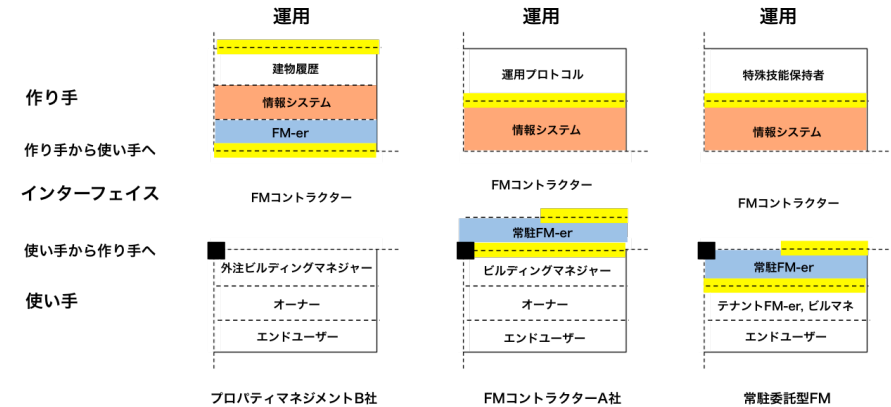 運用
運用
運用
作り手
作り手から使い手へ
インターフェイス
使い手から作り手へ
使い手
建物履歴
情報システム
FM-er
FMコントラクター
外注ビルディングマネジャー
オーナー
エンドユーザー
プロパティマネジメントB社
運用プロトコル
情報システム
FMコントラクター
常駐FM-er
ビルディングマネジャー
オーナー
エンドユーザー
FMコントラクターA社
特殊技能保持者
情報システム
FMコントラクター
常駐FM-er
テナントFM-er, ビルマネ
エンドユーザー
常駐委託型FM